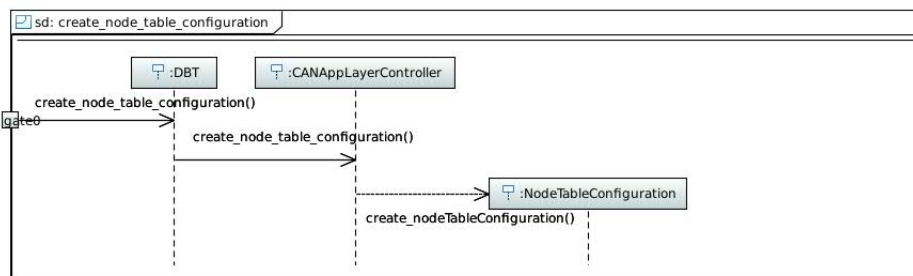 sd: create_node_table_configuration
:DBT
:CANAppLayerController
create_node_table_configuration()
gate0
create_node_table_configuration()
:NodeTableConfiguration
create_nodeTableConfiguration()